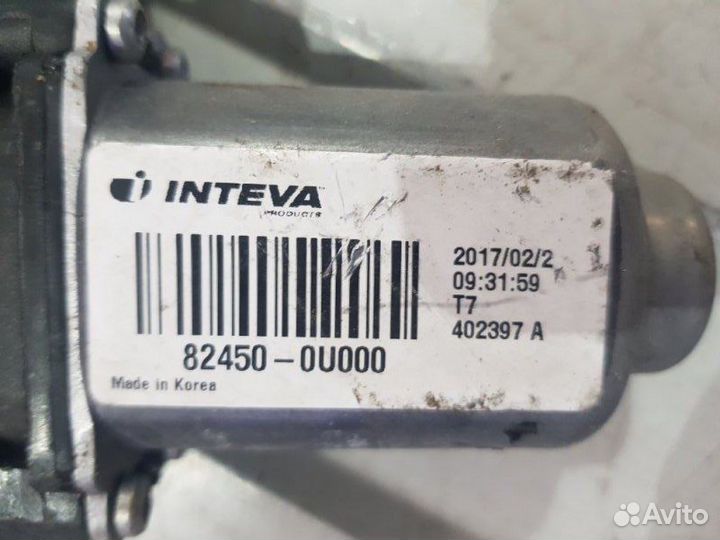 INTEVA
PRODUCTS
2017/02/2
09:31:59
T7
402397 A
82450-0U000
Made in Korea
Avito